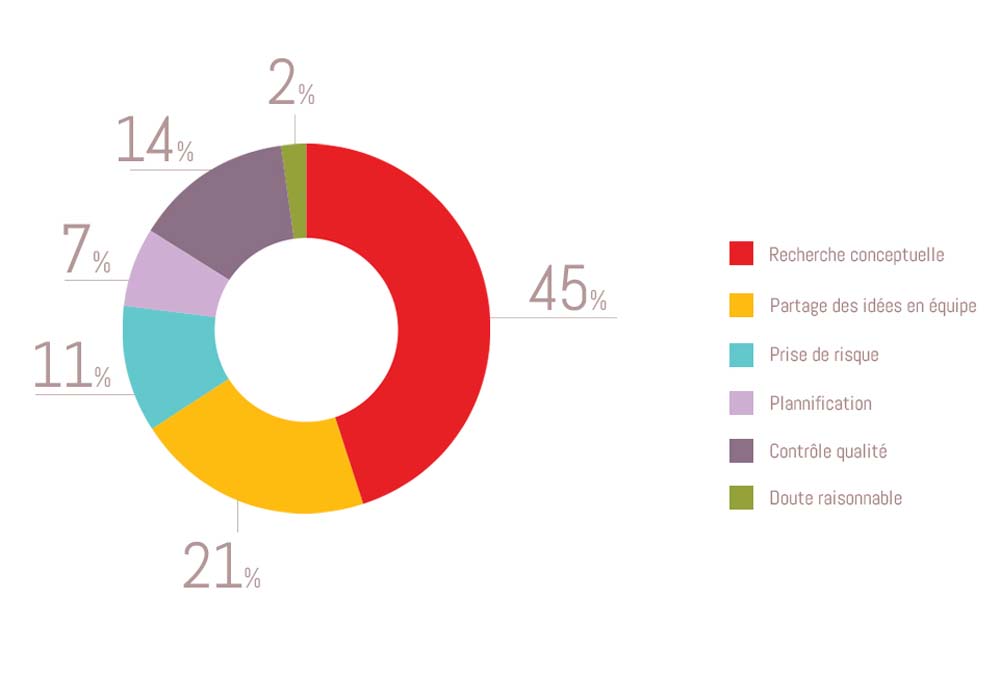 2%
14%
7%
45%
11%
21%
Recherche conceptuelle
Partage des idées en équipe
Prise de risque
Plannification
Contrôle qualité
Doute raisonnable